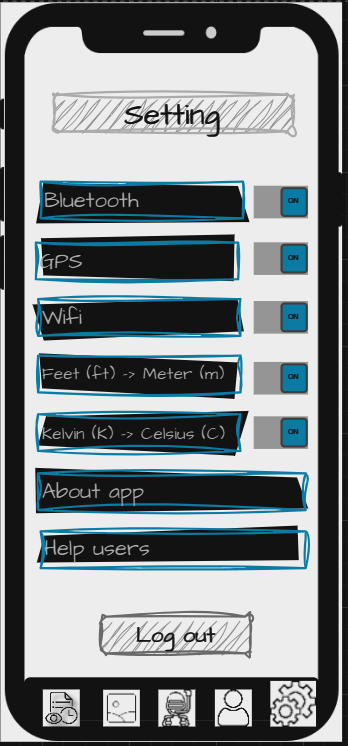 Setting
Bluetooth ON
GPS ON
Wifi ON
Feet (ft) -> Meter (m) ON
Kelvin (K) -> Celsius (C) ON
About app
Help users
Log out